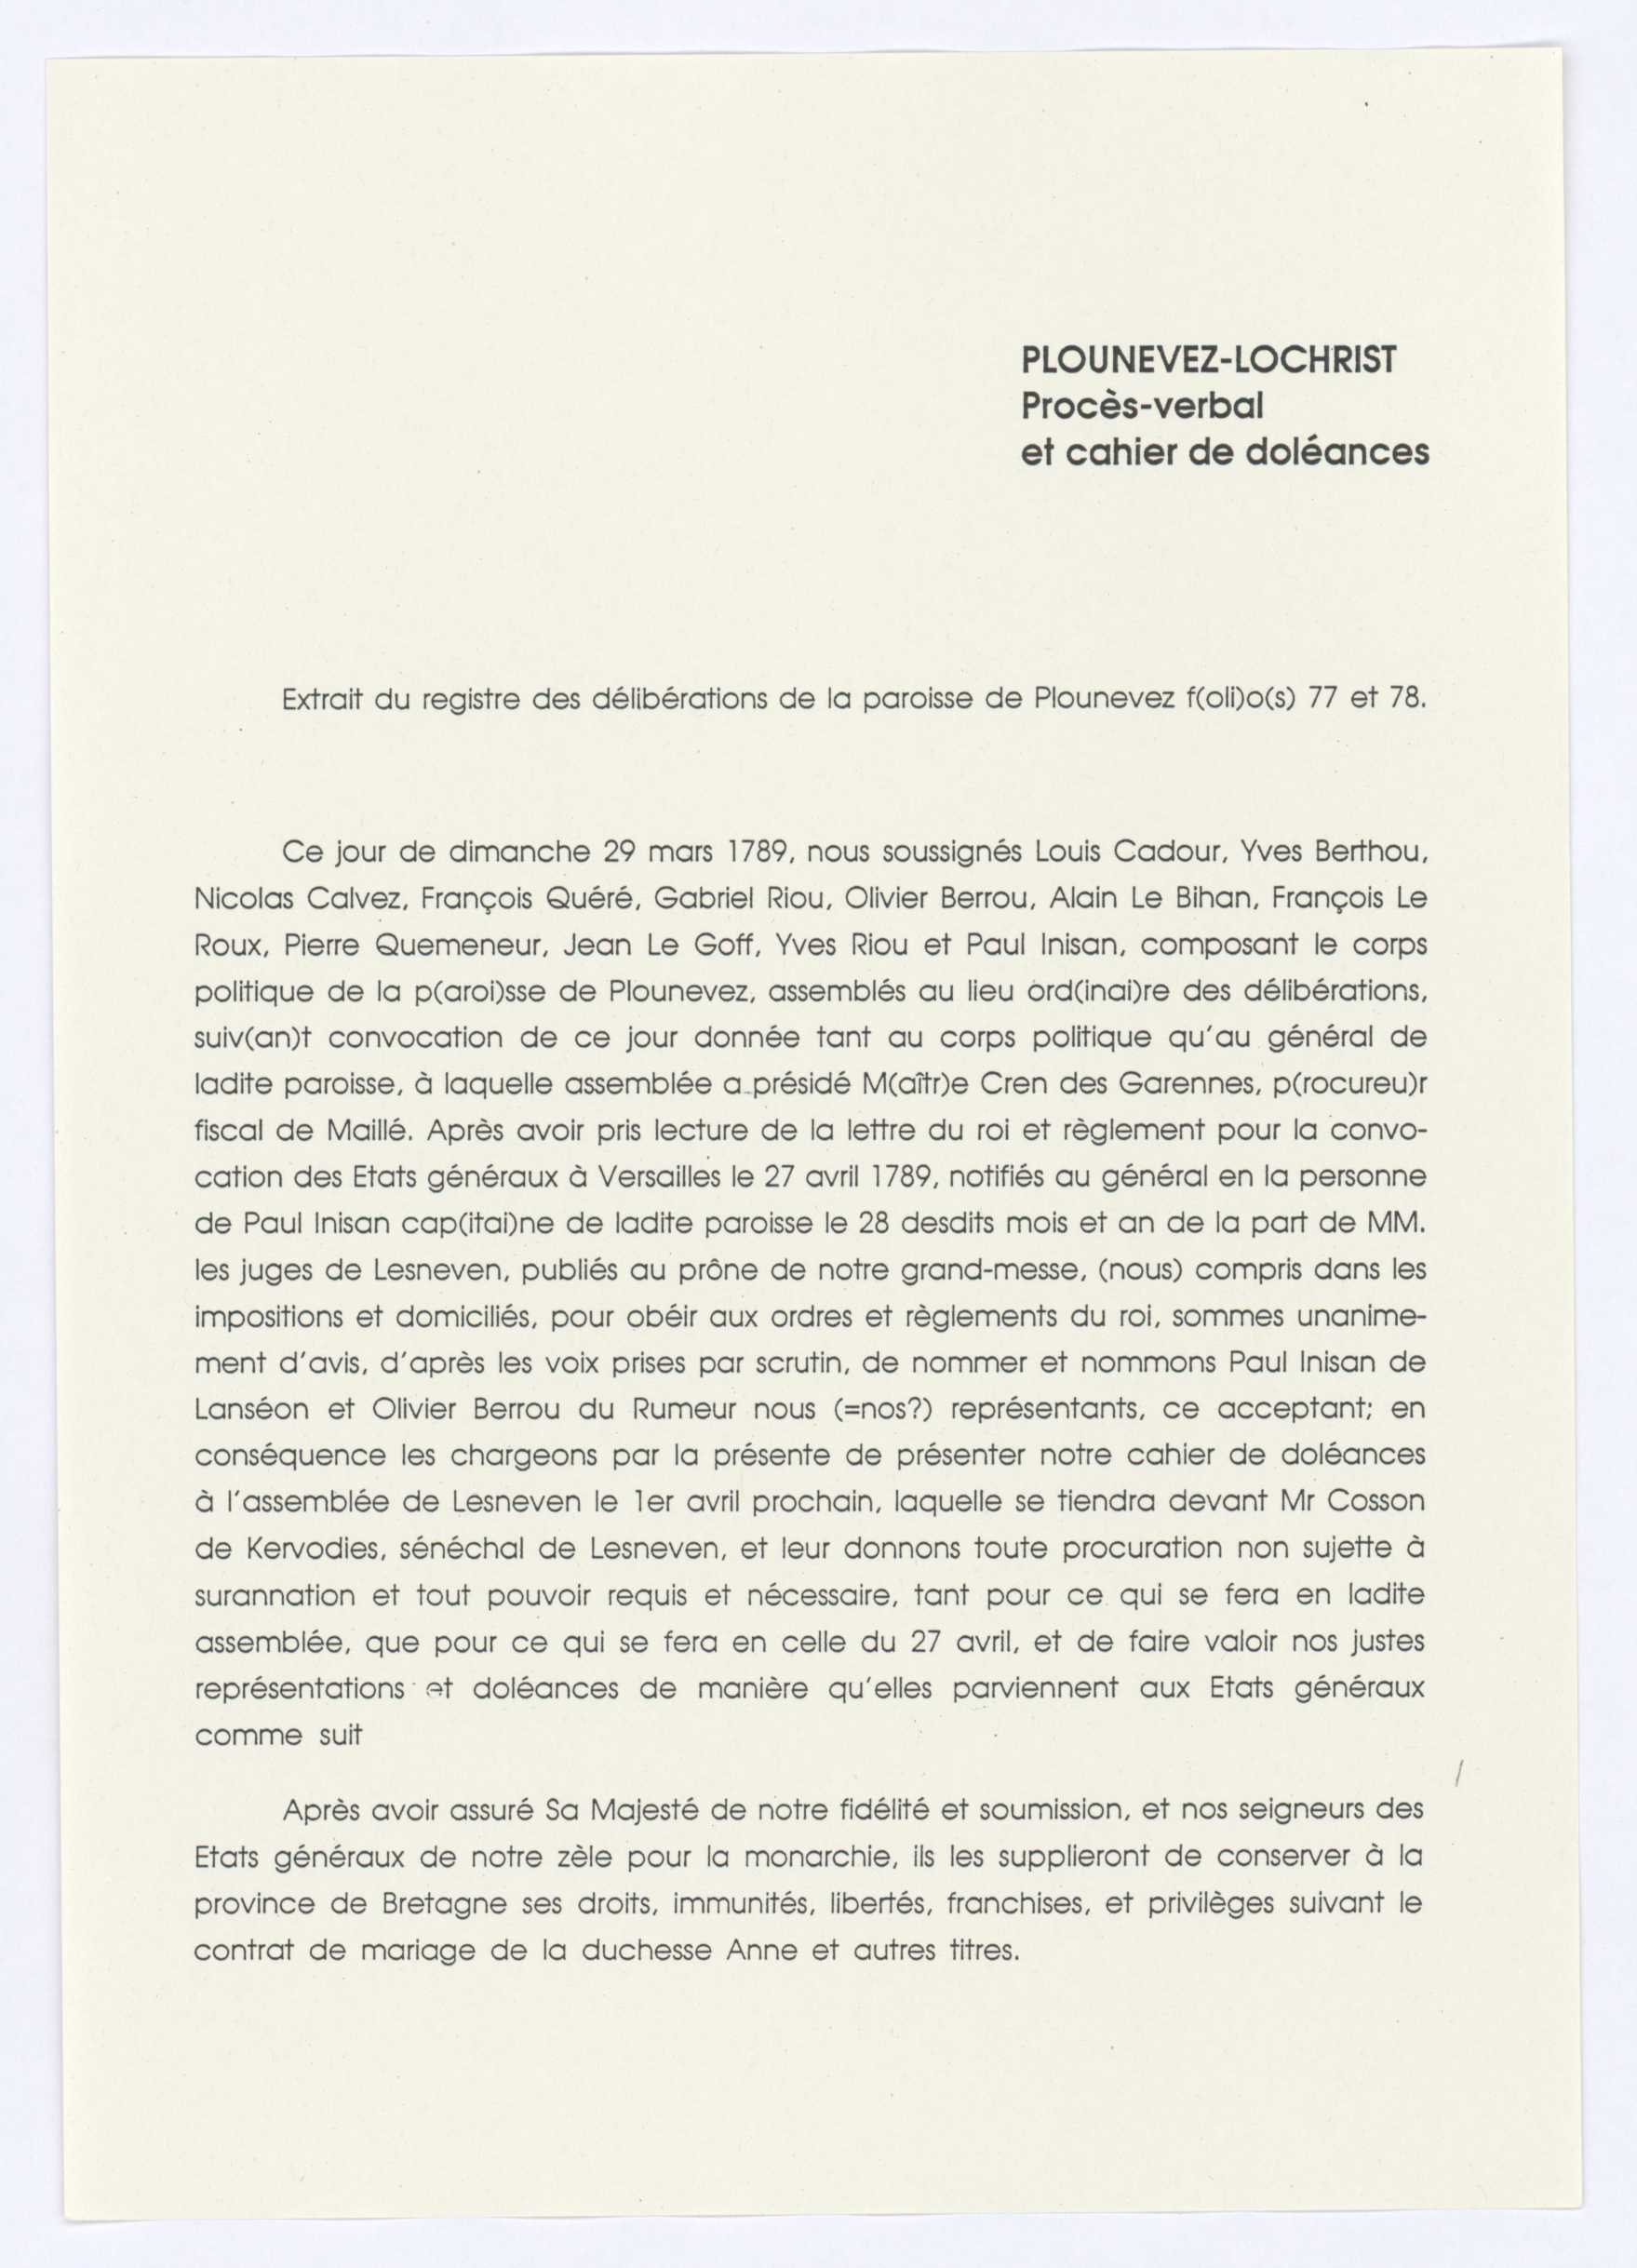 PLOUNEVEZ-LOCHRIST
Procès-verbal
et cahier de doléances
Extrait du registre des délibérations de la paroisse de Plounevez f(oli)o(s) 77 et 78.
Ce jour de dimanche 29 mars 1789, nous soussignés Louis Cadour, Yves Berthou,
Nicolas Calvez, François Quéré, Gabriel Riou, Olivier Berrou, Alain Le Bihan, François Le
Roux, Pierre Quemeneur, Jean Le Goff, Yves Riou et Paul Inisan, composant le corps
politique de la p(aroi)sse de Plounevez, assemblés au lieu ord(inai)re des délibérations,
suiv(an)t convocation de ce jour donnée tant au corps politique qu'au général de
ladite paroisse, à laquelle assemblée a présidé M(aîtr)e Cren des Garennes, p(rocureu)r
fiscal de Maillé. Après avoir pris lecture de la lettre du roi et règlement pour la convo-
cation des Etats généraux à Versailles le 27 avril 1789, notifiés au général en la personne
de Paul Inisan cap(itai)ne de ladite paroisse le 28 desdits mois et an de la part de MM.
les juges de Lesneven, publiés au prône de notre grand-messe, (nous) compris dans les
impositions et domiciliés, pour obéir aux ordres et règlements du roi, sommes unanime-
ment d'avis, d'après les voix prises par scrutin, de nommer et nommons Paul Inisan de
Lanséon et Olivier Berrou du Rumeur nous (=nos?) représentants, ce acceptant; en
conséquence les chargeons par la présente de présenter notre cahier de doléances
à l'assemblée de Lesneven le 1er avril prochain, laquelle se tiendra devant Mr Cosson
de Kervodies, sénéchal de Lesneven, et leur donnons toute procuration non sujette à
surannation et tout pouvoir requis et nécessaire, tant pour ce qui se fera en ladite
assemblée, que pour ce qui se fera en celle du 27 avril, et de faire valoir nos justes
représentations et doléances de manière qu'elles parviennent aux Etats généraux
comme suit
Après avoir assuré Sa Majesté de notre fidélité et soumission, et nos seigneurs des
Etats généraux de notre zèle pour la monarchie, ils les supplieront de conserver à la
province de Bretagne ses droits, immunités, libertés, franchises, et privilèges suivant le
contrat de mariage de la duchesse Anne et autres titres.